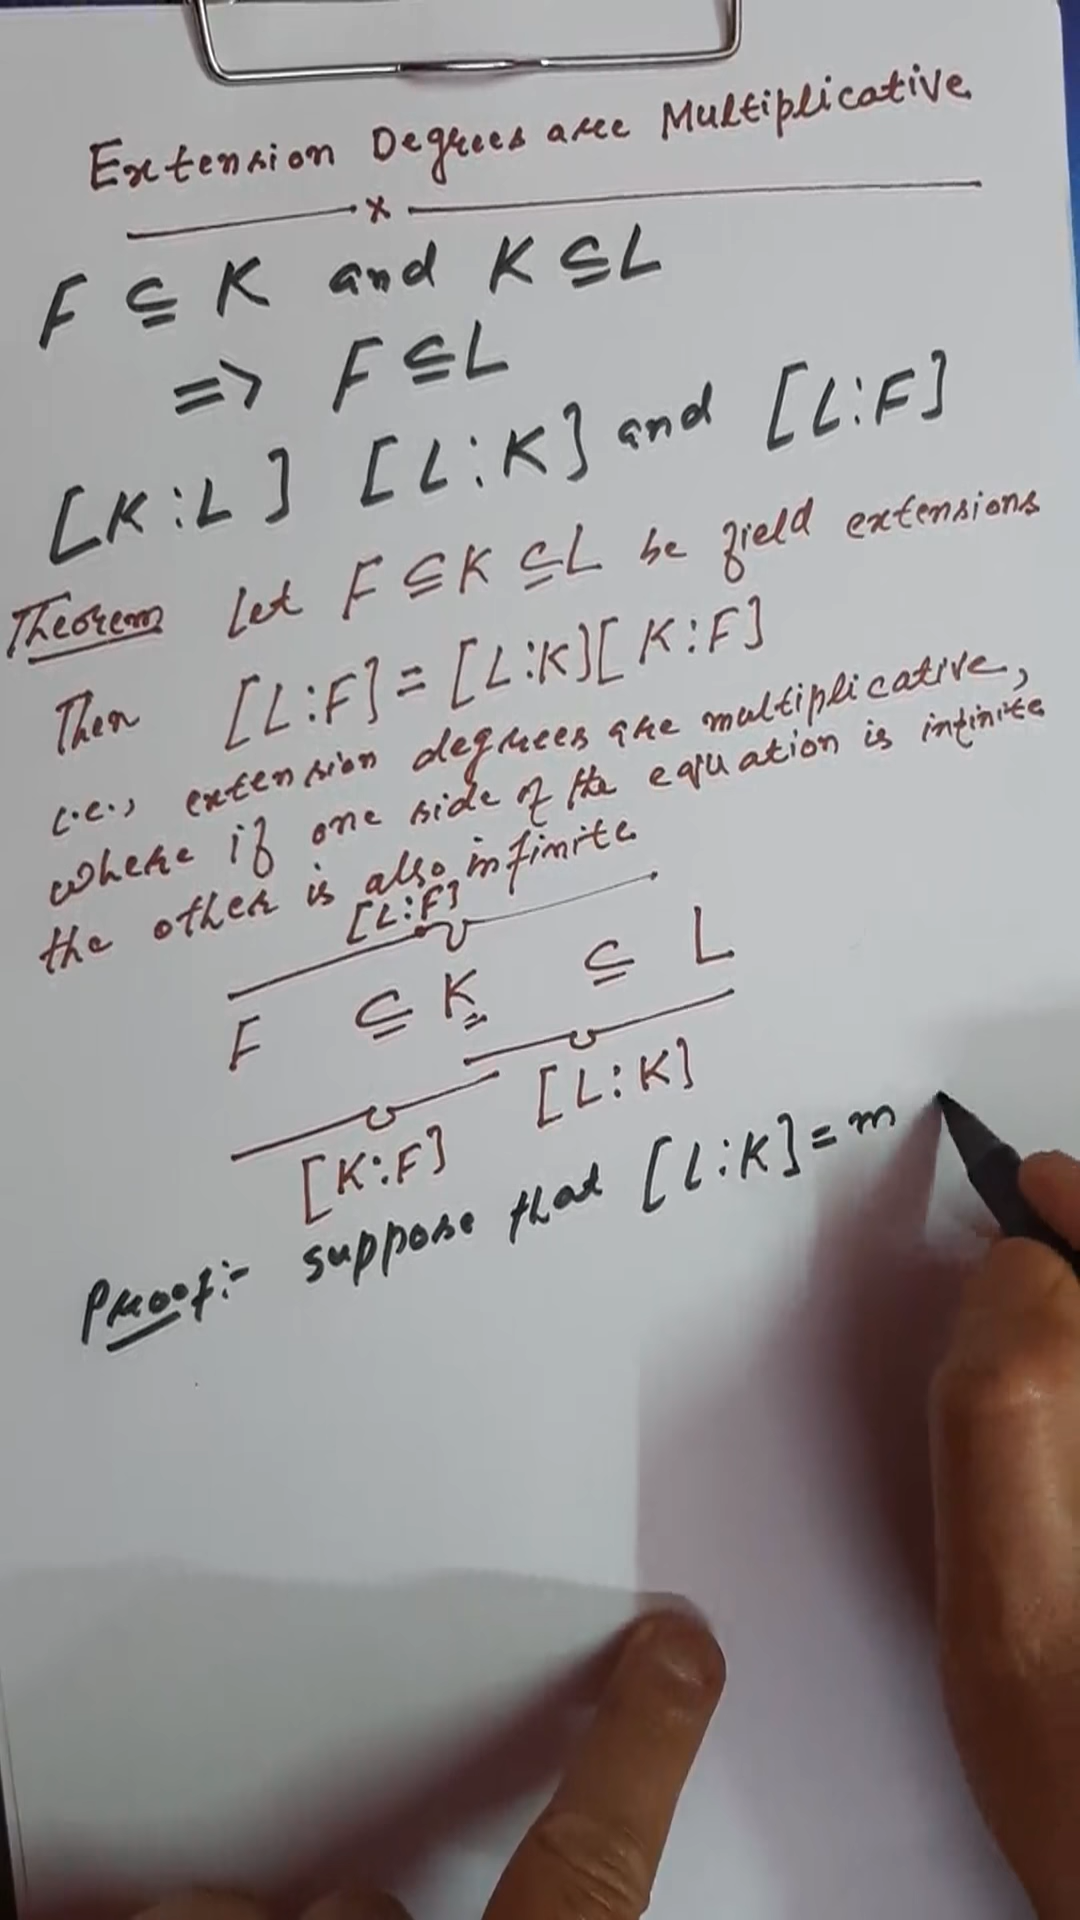 Extension Degrees are Multiplicative
x
F ⊆ K and K ⊆ L
=> F ⊆ L
[K:L] [L:K] and [L:F]
Theorem Let F ⊆ K ⊆ L be field extensions
Then [L:F] = [L:K][K:F]
i.e., extension degrees are multiplicative,
where if one side of the equation is infinite
the other is also infinite
[L:F]
F ⊆ K ⊆ L
[K:F] [L:K]
Proof:- suppose that [L:K] = m